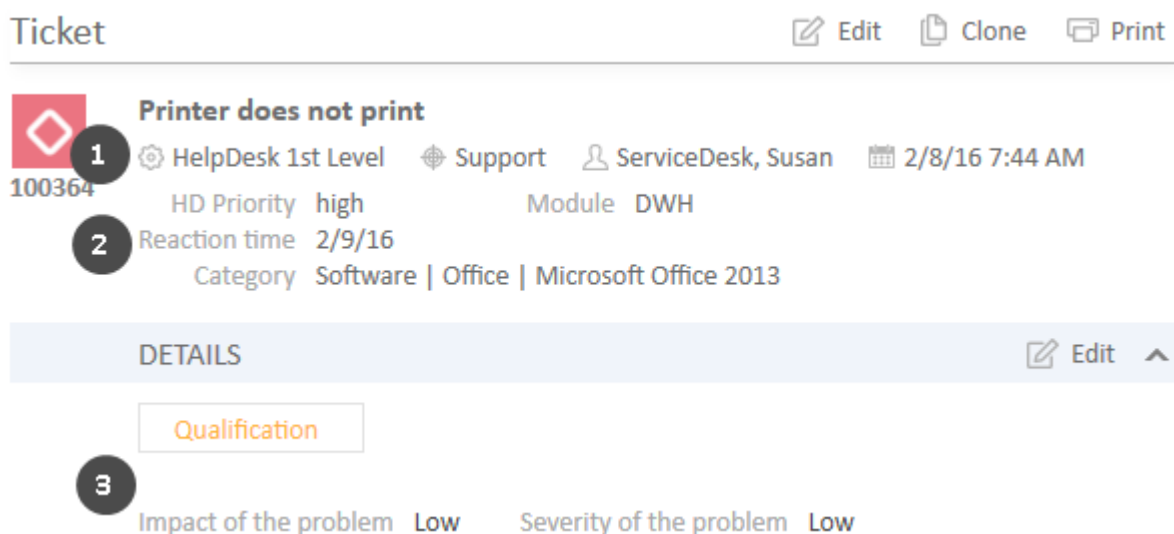 Ticket Edit Clone Print
Printer does not print
1 HelpDesk 1st Level Support ServiceDesk, Susan 2/8/16 7:44 AM
100364
HD Priority high Module DWH
2 Reaction time 2/9/16
Category Software | Office | Microsoft Office 2013
DETAILS Edit
Qualification
3
Impact of the problem Low Severity of the problem Low